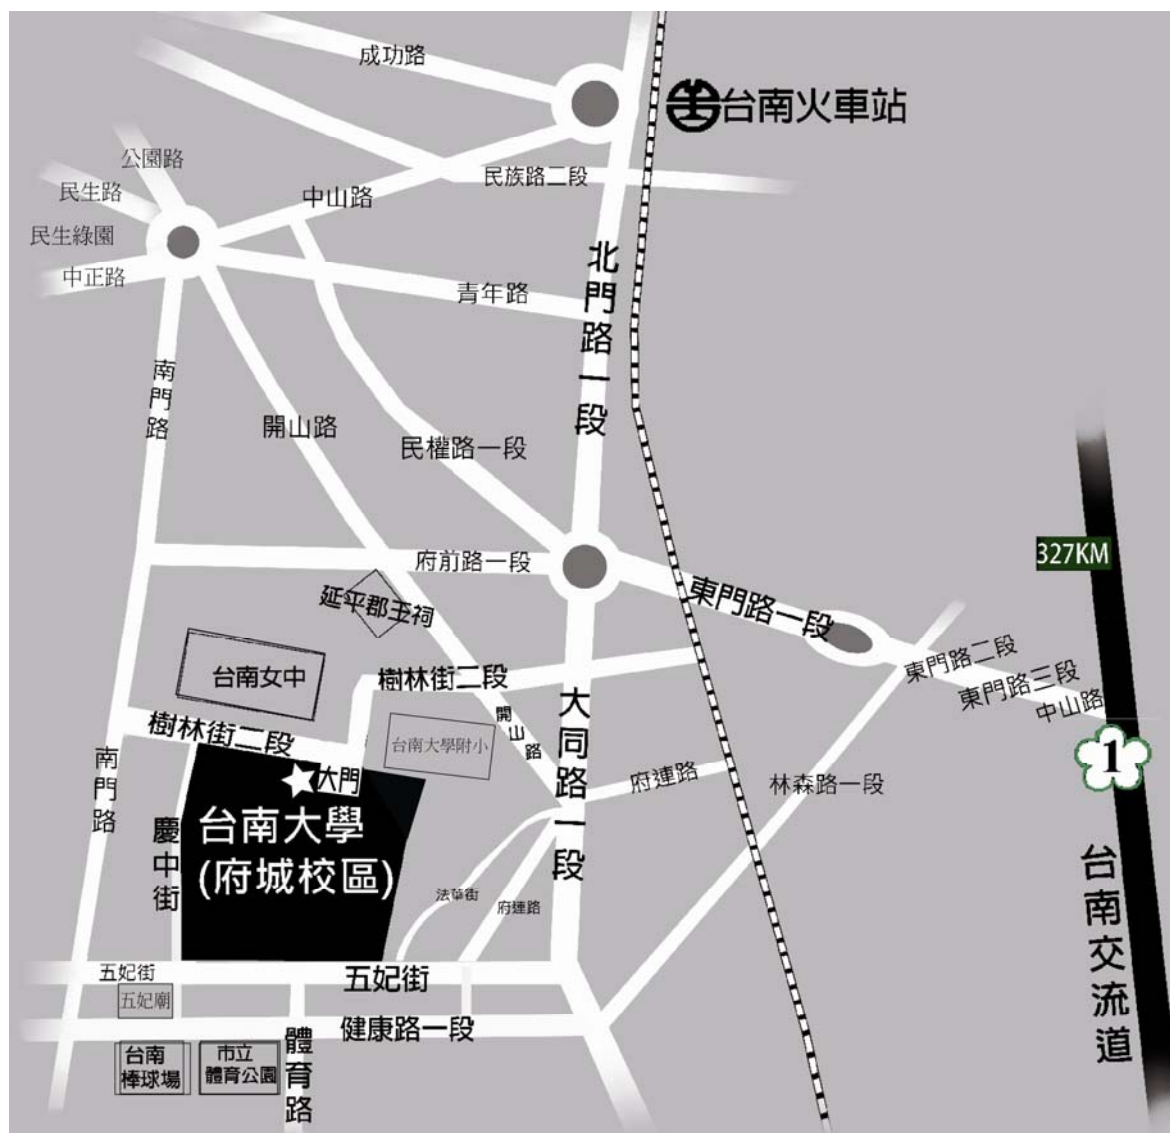 成功路
台南火車站
公園路
民族路二段
民生路
中山路
民生綠園
中正路
北門路一段
青年路
南門路
開山路
民權路一段
327KM
府前路一段
東門路一段
延平郡王祠
東門路二段
台南女中
樹林街二段
東門路三段
中山路
大同路一段
開山路
樹林街二段
台南大學附小
1
南門路
大門
府連路
林森路一段
慶中街
台南大學
(府城校區)
台南交流道
法華街
府連路
五妃街
五妃街
五妃廟
健康路一段
體育路
台南
棒球場
市立
體育公園